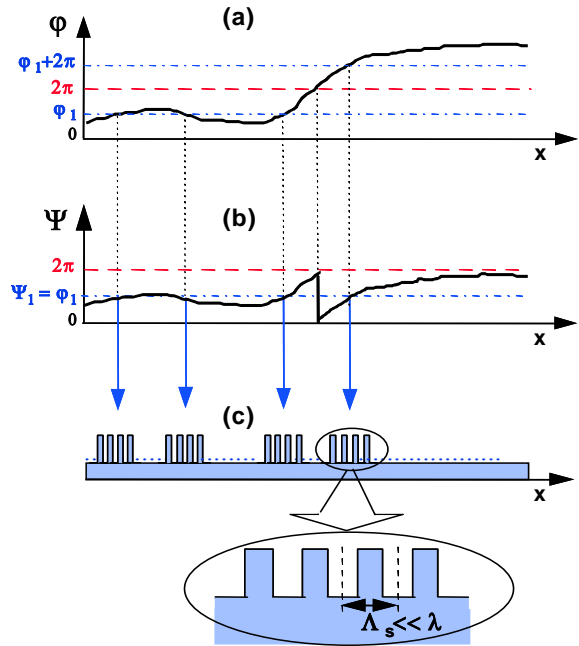 (a)
φ
φ₁+2π
2π
φ₁
0
x
(b)
Ψ
2π
Ψ₁ = φ₁
0
x
(c)
x
Λₛ<< λ